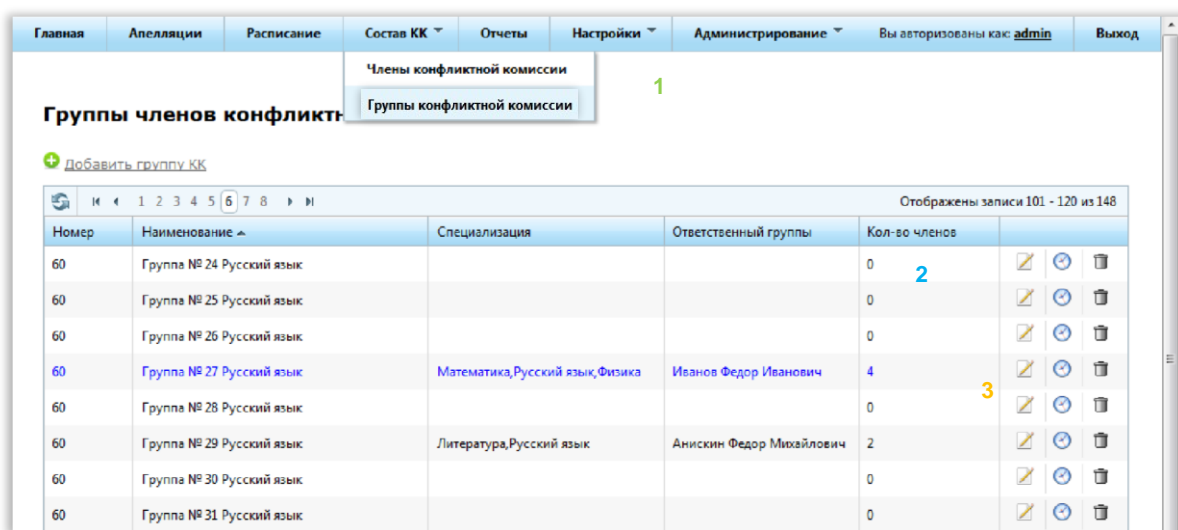 Главная Апелляции Расписание Состав КК Отчеты Настройки Администрирование Вы авторизованы как: admin Выход
Члены конфликтной комиссии
1
Группы конфликтной комиссии
Группы членов конфликтн
Добавить группу КК
1 2 3 4 5 6 7 8 Отображены записи 101 - 120 из 148
Номер Наименование Специализация Ответственный группы Кол-во членов
60 Группа № 24 Русский язык 0
2
60 Группа № 25 Русский язык 0
60 Группа № 26 Русский язык 0
60 Группа № 27 Русский язык Математика,Русский язык,Физика Иванов Федор Иванович 4
3
60 Группа № 28 Русский язык 0
60 Группа № 29 Русский язык Литература,Русский язык Анискин Федор Михайлович 2
60 Группа № 30 Русский язык 0
60 Группа № 31 Русский язык 0